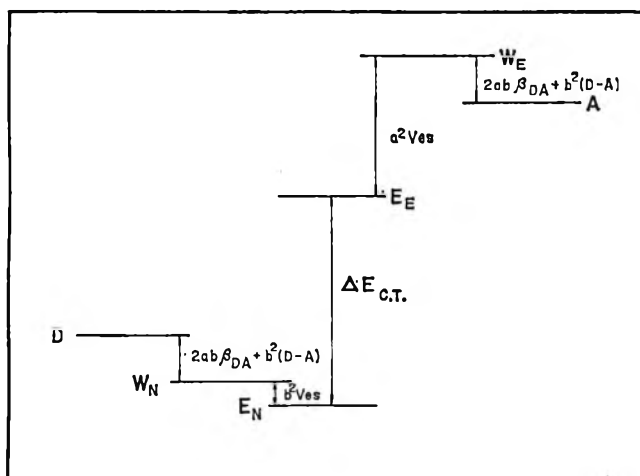 W_E
2ab β_DA + b²(D-A)
A
a²Ves
E_E
ΔE_C.T.
D
2ab β_DA + b²(D-A)
W_N
b²Ves
E_N